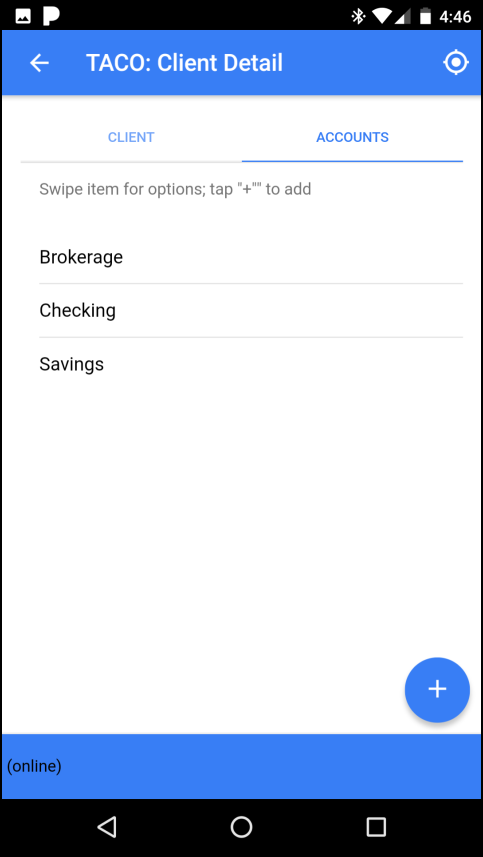 4:46
TACO: Client Detail
CLIENT
ACCOUNTS
Swipe item for options; tap "+"" to add
Brokerage
Checking
Savings
+
(online)